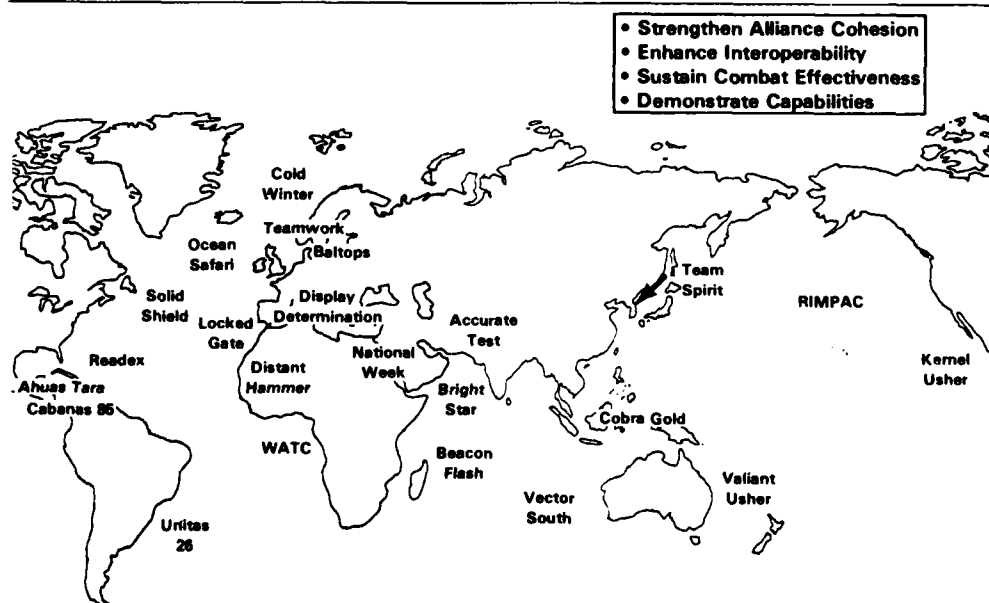 • Strengthen Alliance Cohesion
• Enhance Interoperability
• Sustain Combat Effectiveness
• Demonstrate Capabilities
Cold
Winter
Teamwork
Baltops
Ocean
Safari
Solid
Shield
Locked
Gate
Display
Determination
Accurate
Test
Team
Spirit
RIMPAC
Kernel
Usher
Readex
Ahuas Tara
Cabanas 85
Distant
Hammer
National
Week
Bright
Star
Cobra Gold
WATC
Beacon
Flash
Vector
South
Valiant
Usher
Unitas
26